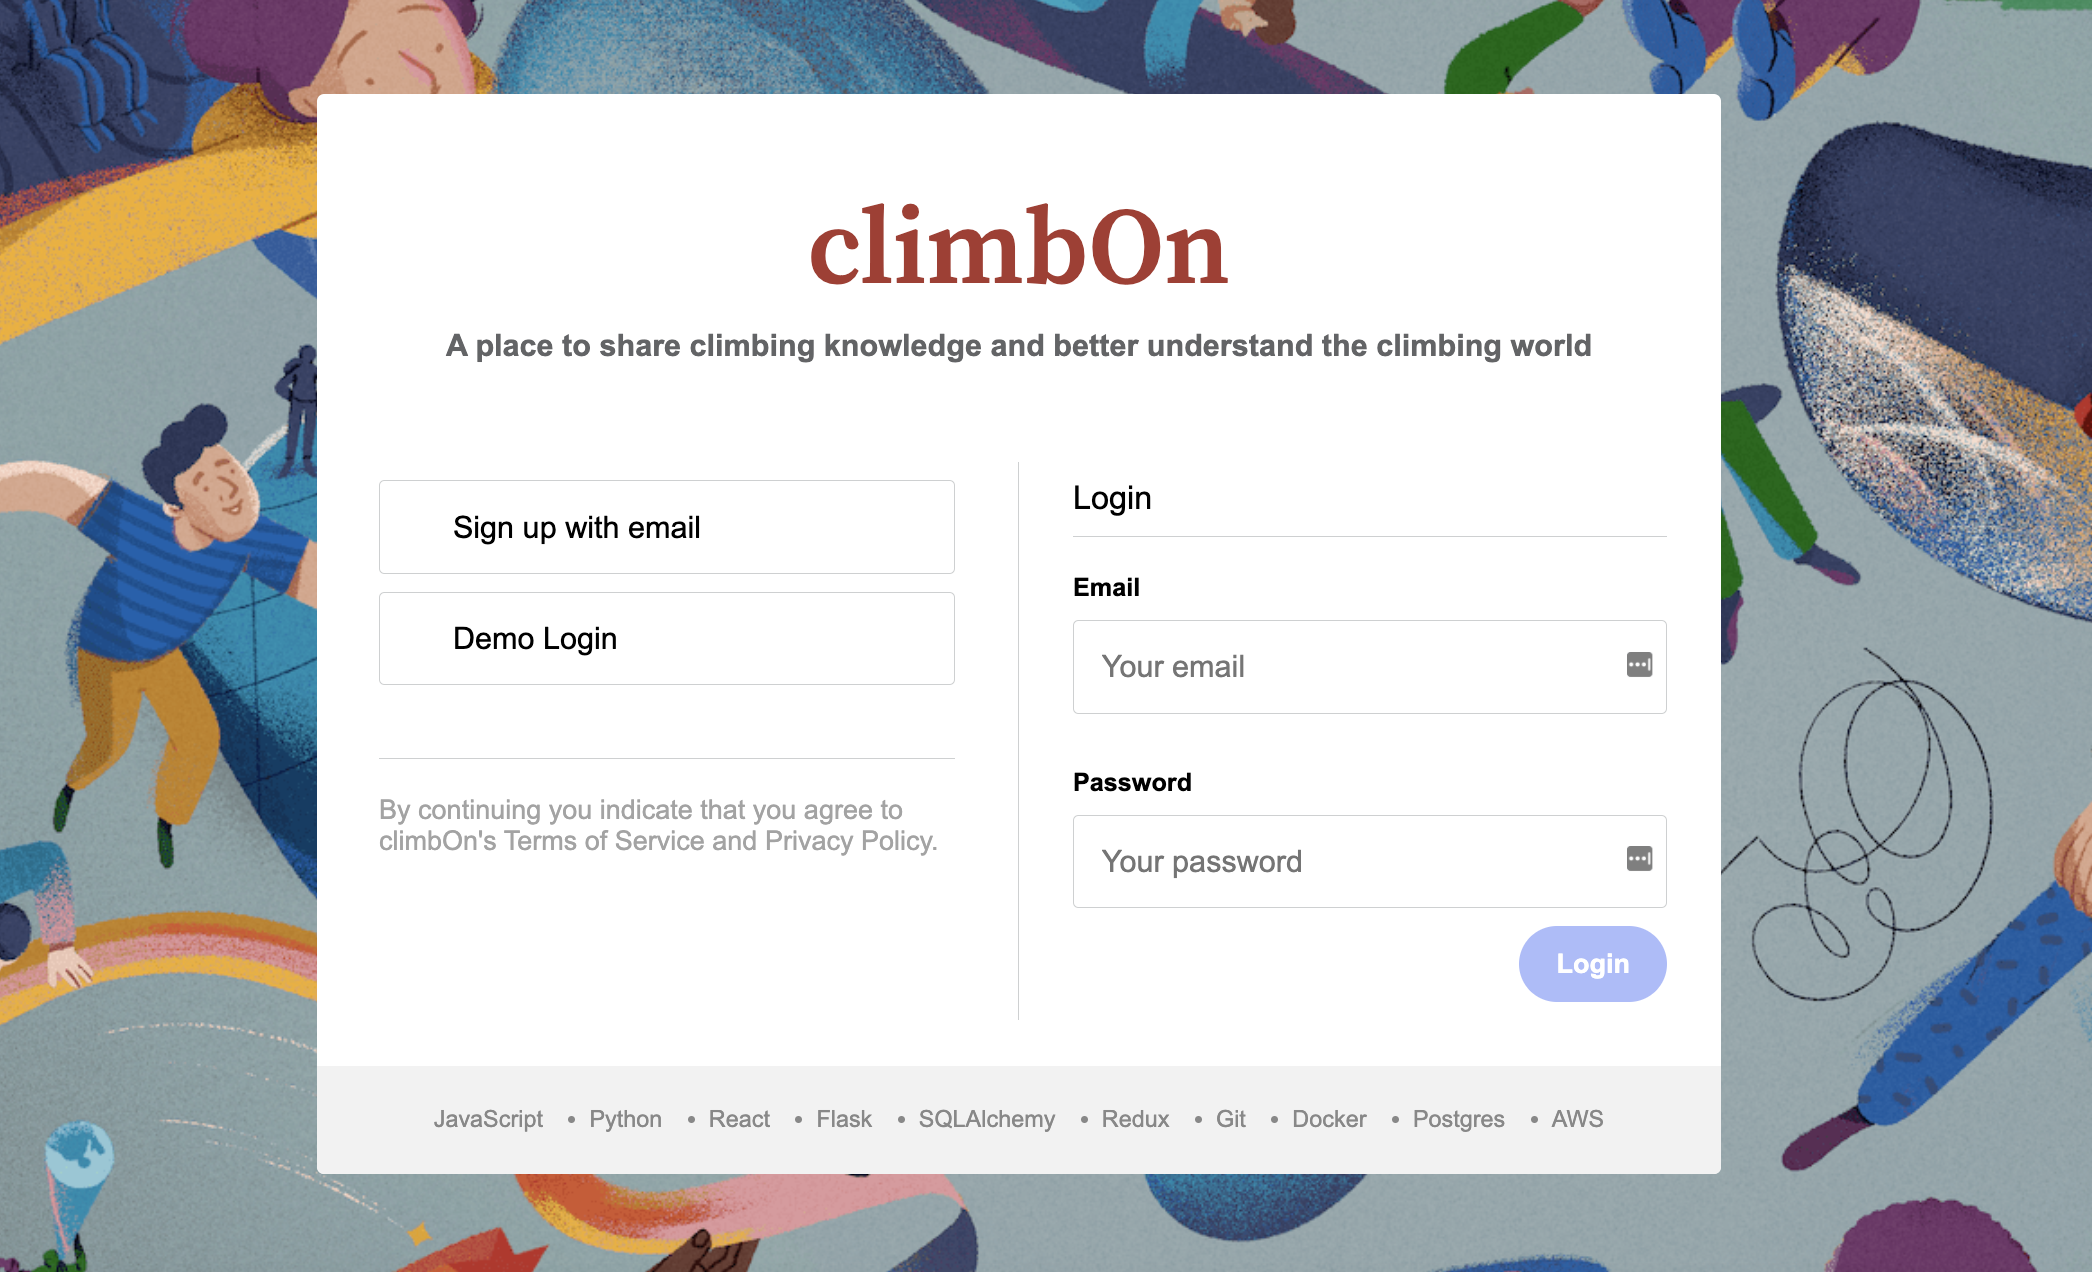 climbOn
A place to share climbing knowledge and better understand the climbing world
Sign up with email
Demo Login
By continuing you indicate that you agree to
climbOn's Terms of Service and Privacy Policy.
Login
Email
Your email
Password
Your password
Login
JavaScript • Python • React • Flask • SQLAlchemy • Redux • Git • Docker • Postgres • AWS